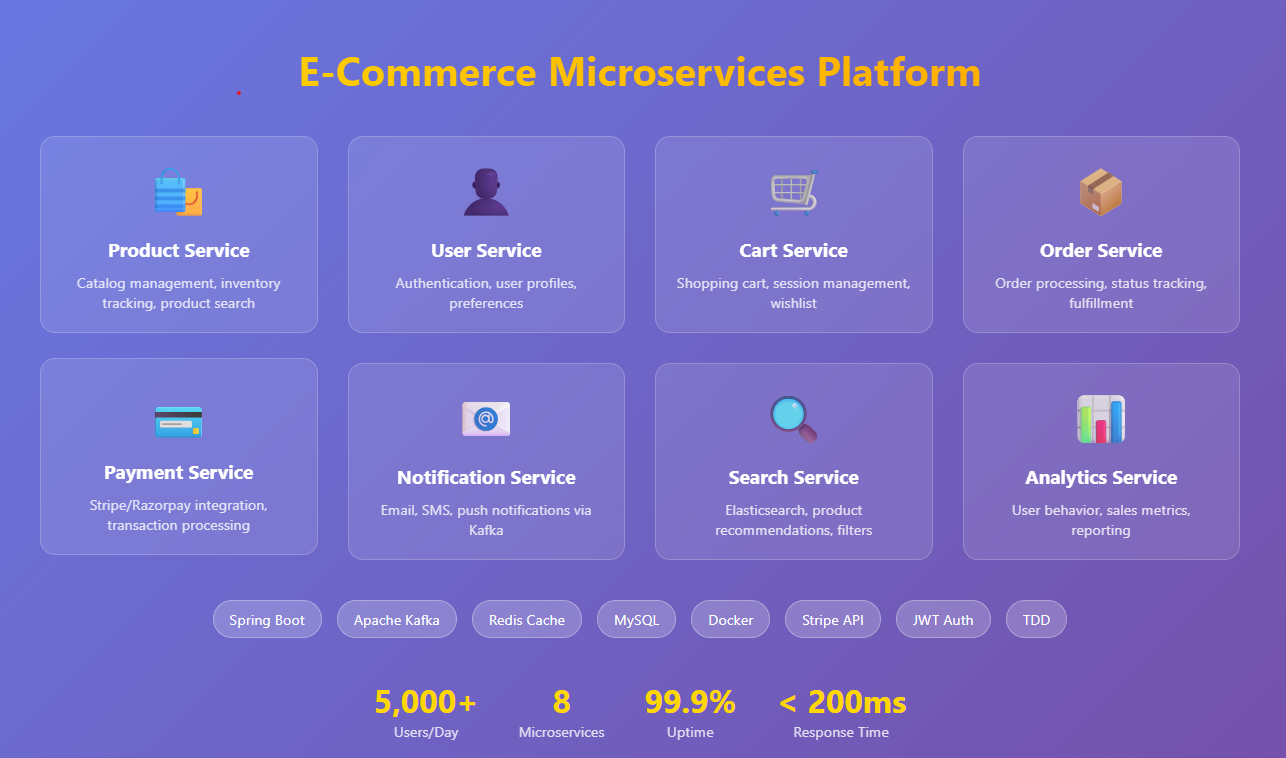 E-Commerce Microservices Platform
Product Service
Catalog management, inventory
tracking, product search
User Service
Authentication, user profiles,
preferences
Cart Service
Shopping cart, session management,
wishlist
Order Service
Order processing, status tracking,
fulfillment
Payment Service
Stripe/Razorpay integration,
transaction processing
@
Notification Service
Email, SMS, push notifications via
Kafka
Search Service
Elasticsearch, product
recommendations, filters
Analytics Service
User behavior, sales metrics,
reporting
Spring Boot
Apache Kafka
Redis Cache
MySQL
Docker
Stripe API
JWT Auth
TDD
5,000+
Users/Day
8
Microservices
99.9%
Uptime
< 200ms
Response Time